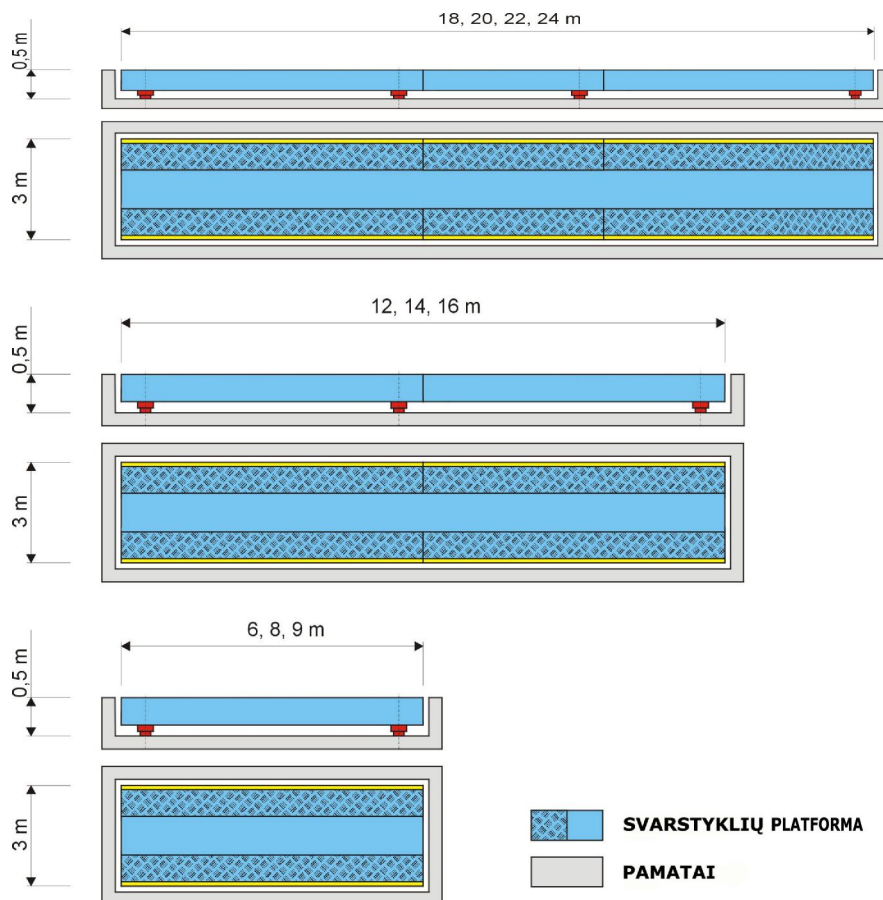 18, 20, 22, 24 m
0,5 m
3 m
12, 14, 16 m
0,5 m
3 m
6, 8, 9 m
0,5 m
3 m
SVARSTYKLIŲ PLATFORMA
PAMATAI